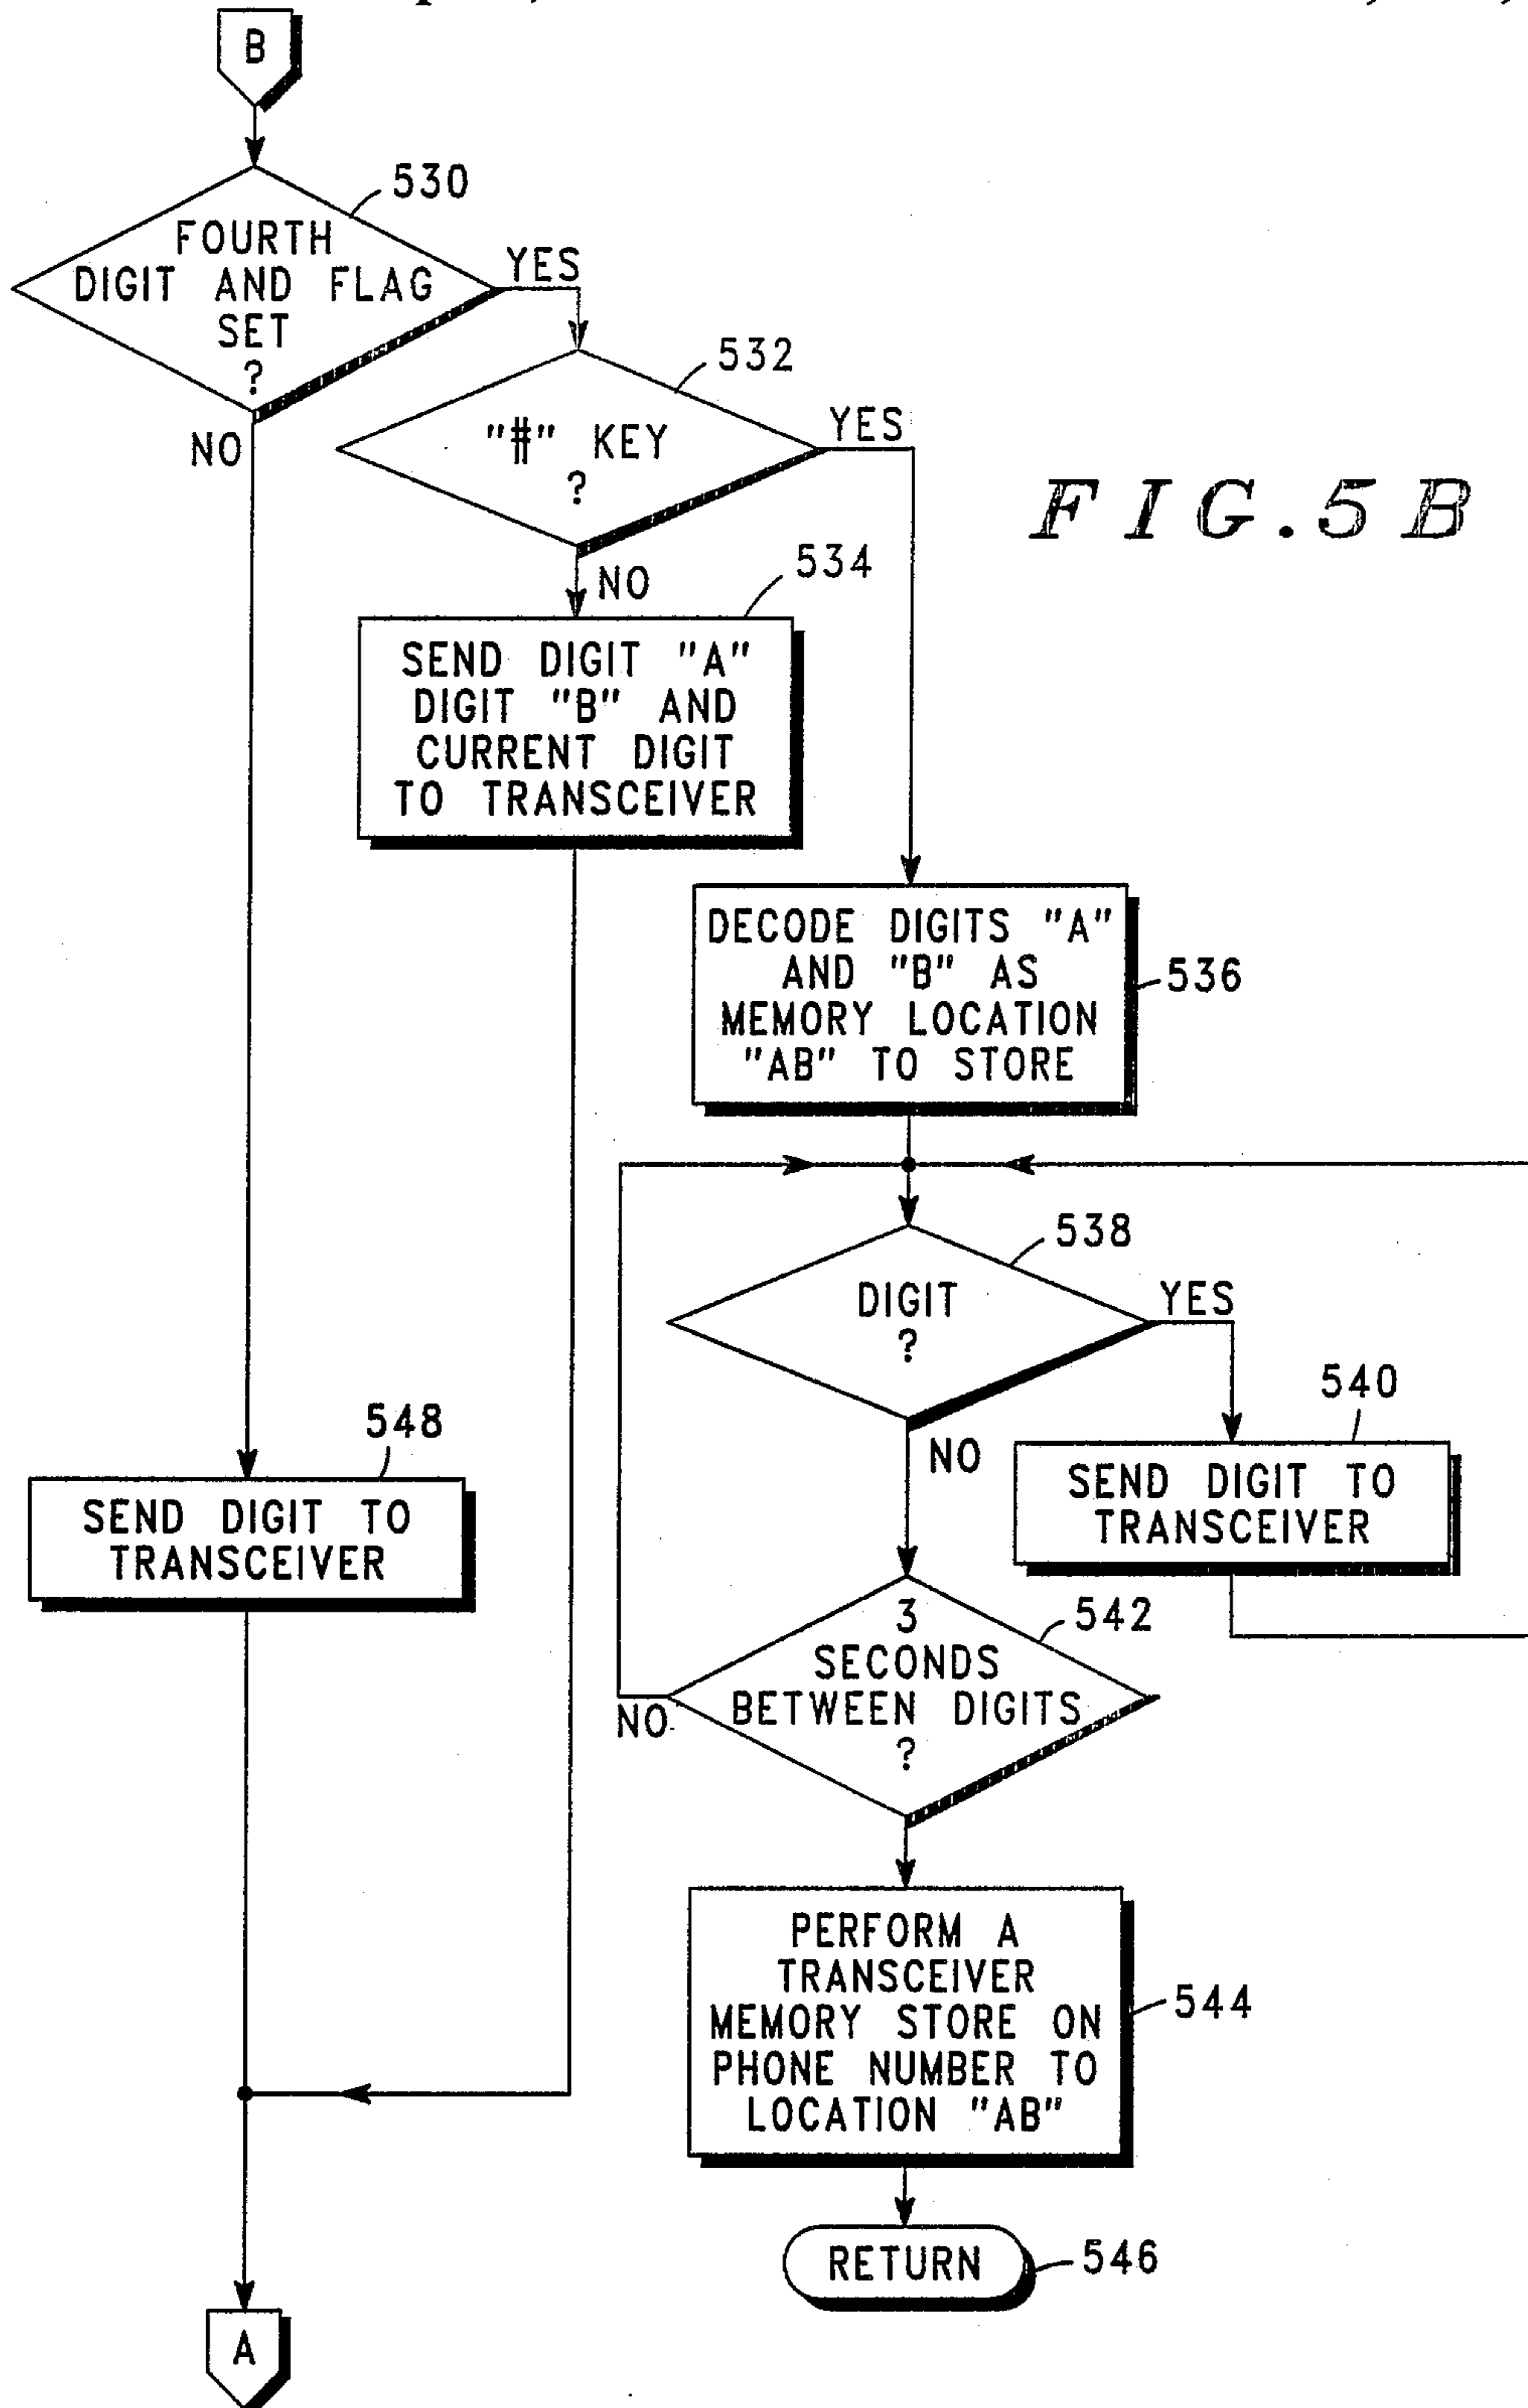 B
530
FOURTH
DIGIT AND FLAG
SET
?
YES
NO
532
"#" KEY
?
YES
NO
FIG.5B
534
SEND DIGIT "A"
DIGIT "B" AND
CURRENT DIGIT
TO TRANSCEIVER
DECODE DIGITS "A"
AND "B" AS
MEMORY LOCATION
"AB" TO STORE
536
538
DIGIT
?
YES
NO
540
SEND DIGIT TO
TRANSCEIVER
548
SEND DIGIT TO
TRANSCEIVER
542
3
SECONDS
BETWEEN DIGITS
?
NO
PERFORM A
TRANSCEIVER
MEMORY STORE ON
PHONE NUMBER TO
LOCATION "AB"
544
RETURN
546
A